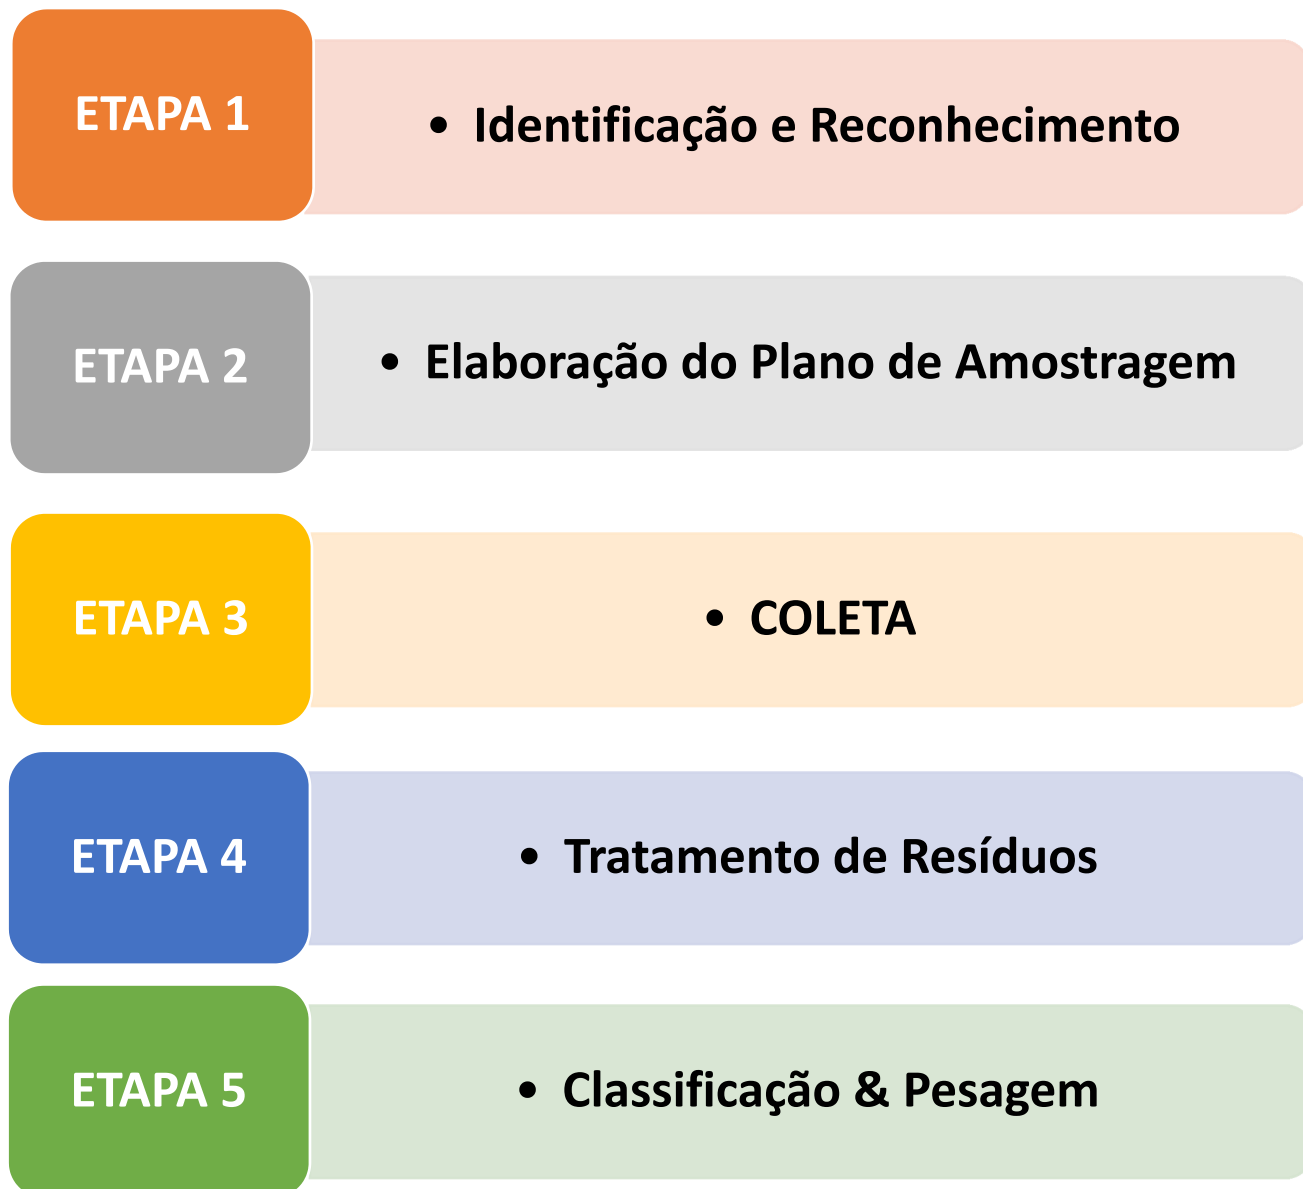 ETAPA 1
• Identificação e Reconhecimento
ETAPA 2
• Elaboração do Plano de Amostragem
ETAPA 3
• COLETA
ETAPA 4
• Tratamento de Resíduos
ETAPA 5
• Classificação & Pesagem